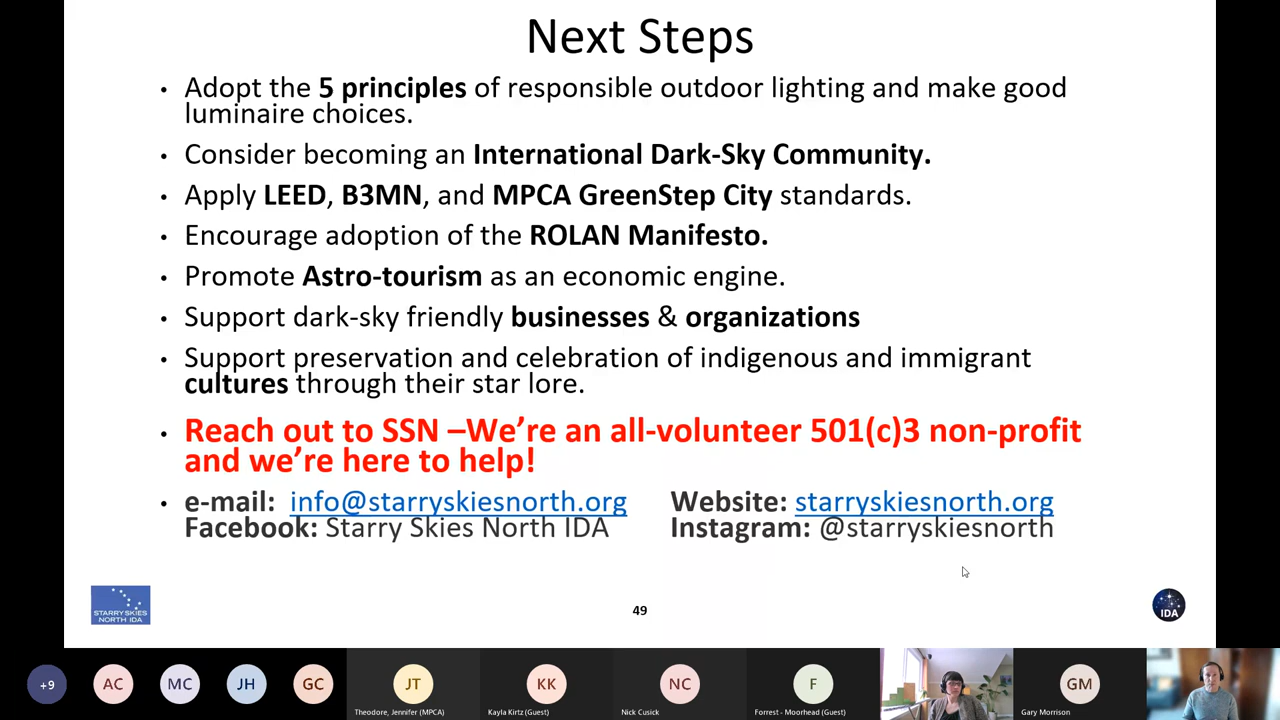 Next Steps
• Adopt the 5 principles of responsible outdoor lighting and make good
luminaire choices.
• Consider becoming an International Dark-Sky Community.
• Apply LEED, B3MN, and MPCA GreenStep City standards.
• Encourage adoption of the ROLAN Manifesto.
• Promote Astro-tourism as an economic engine.
• Support dark-sky friendly businesses & organizations
• Support preservation and celebration of indigenous and immigrant
cultures through their star lore.
• Reach out to SSN –We're an all-volunteer 501(c)3 non-profit
and we're here to help!
• e-mail: info@starryskiesnorth.org Website: starryskiesnorth.org
Facebook: Starry Skies North IDA Instagram: @starryskiesnorth
STARRY SKIES
NORTH IDA
49
IDA
+9 AC MC JH GC JT KK NC F GM
Theodore, Jennifer (MPCA) Kayla Kirtz (Guest) Nick Cusick Forrest - Moorhead (Guest) Gary Morrison